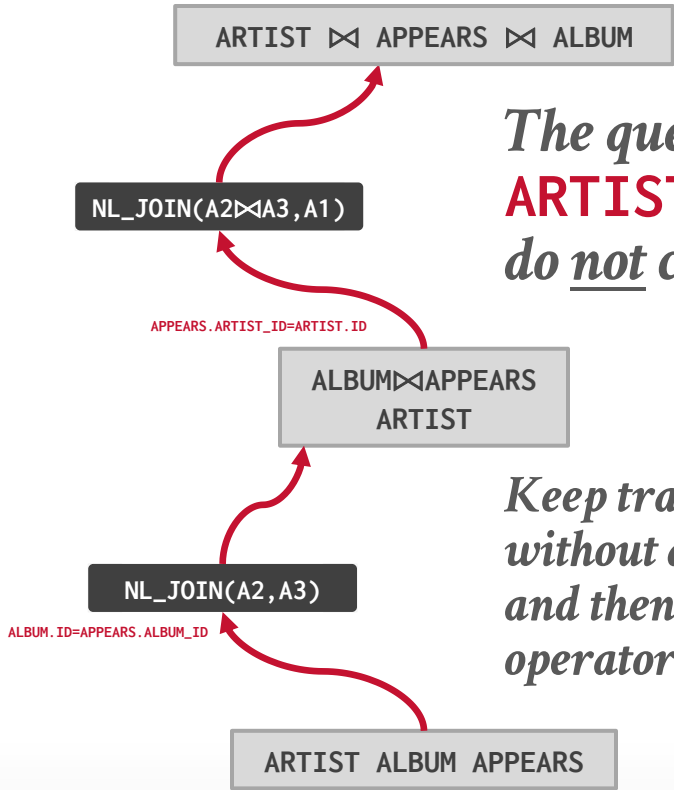 ARTIST ⋈ APPEARS ⋈ ALBUM
The que
ARTIST
do not c
NL_JOIN(A2⋈A3,A1)
APPEARS.ARTIST_ID=ARTIST.ID
ALBUM⋈APPEARS
ARTIST
Keep tra
without
and then
operator
NL_JOIN(A2,A3)
ALBUM.ID=APPEARS.ALBUM_ID
ARTIST ALBUM APPEARS